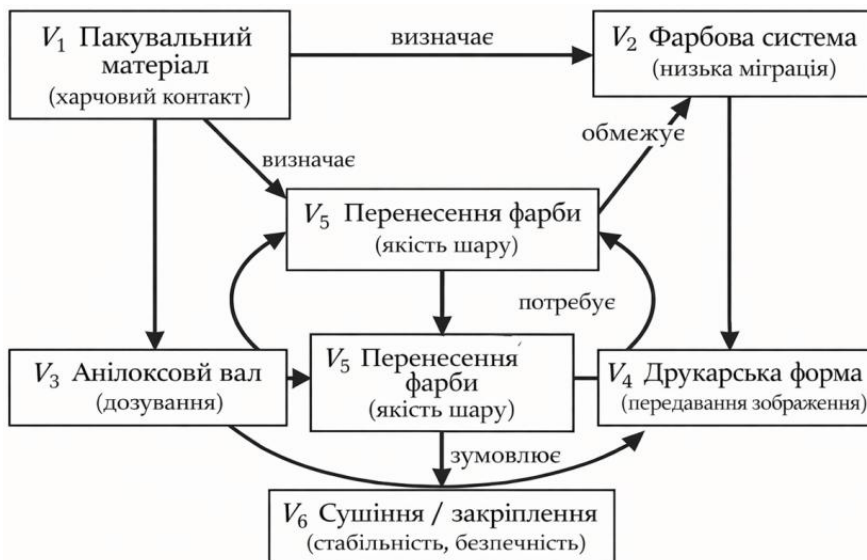 V₁ Пакувальний
матеріал
(харчовий контакт)
визначає
V₂ Фарбова система
(низька міграція)
визначає
обмежує
V₅ Перенесення фарби
(якість шару)
потребує
V₃ Анілоксовй вал
(дозування)
V₅ Перенесення
фарби
(якість шару)
V₄ Друкарська форма
(передавання зображення)
зумовлює
V₆ Сушіння / закріплення
(стабільність, безпечність)